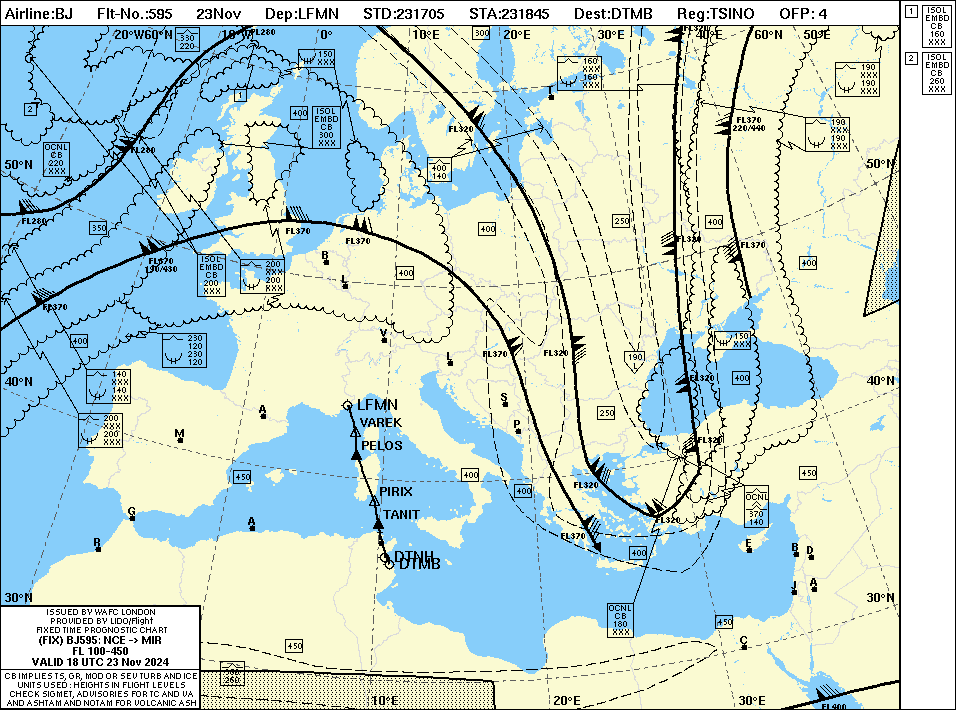 Airline:BJ Flt-No.:595 23Nov Dep:LFMN STD:231705 STA:231845 Dest:DTMB Reg:TSINO OFP: 4
20°W 60°N 10°W 0° 10°E 20°E 30°E 40°E 60°N 50°E
1
ISOL
EMBD
CB
160
XXX
2
ISOL
EMBD
CB
260
XXX
330
220
FL280
150
XXX
300
160
XXX
160
XXX
190
XXX
190
XXX
1
2
400
ISOL
EMBD
CB
300
XXX
FL320
FL370
220/440
190
XXX
190
XXX
FL280
OCNL
CB
220
XXX
400
140
50°N
50°N
FL280
350
FL370
FL370
400
250
400
FL320
FL370
FL370
190/430
B
ISOL
EMBD
CB
200
XXX
200
XXX
200
XXX
L
400
400
FL370
400
230
120
230
120
V
L
FL370
FL320
190
150
XXX
40°N
140
XXX
140
XXX
FL320
400
40°N
S
LFMN
A
250
200
XXX
200
XXX
VAREK
P
M
PELOS
FL320
450
400
450
FL320
PIRIX
400
OCNL
370
140
G
A
TANIT
FL320
T
FL370
R
DTNH
DTMB
400
E
B
D
30°N
J
A
30°N
ISSUED BY WAFC LONDON
PROVIDED BY LIDO/Flight
FIXED TIME PROGNOSTIC CHART
(FIX) BJ595: NCE -> MIR
FL 100-450
VALID 18 UTC 23 Nov 2024
OCNL
CB
180
XXX
450
450
C
CB IMPLIES TS, GR, MOD OR SEV TURB AND ICE
UNITS USED : HEIGHTS IN FLIGHT LEVELS
CHECK SIGMET, ADVISORIES FOR TC AND VA
AND ASHTAM AND NOTAM FOR VOLCANIC ASH
260
10°E
20°E
30°E
FL400